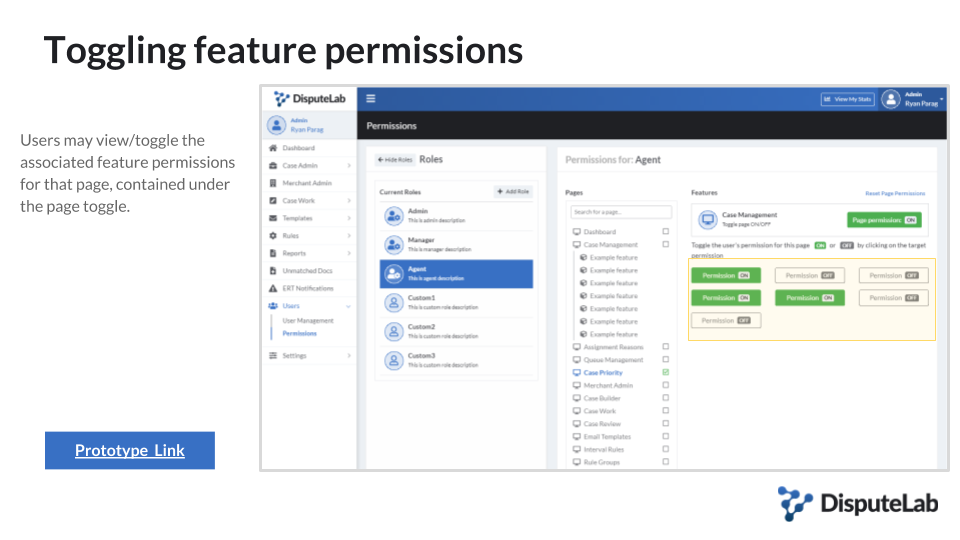 Toggling feature permissions
Users may view/toggle the
associated feature permissions
for that page, contained under
the page toggle.
Prototype Link
DisputeLab
View My Stats
Admin
Ryan Parag
Admin
Ryan Parag
Permissions
Dashboard
Case Admin
Merchant Admin
Case Work
Templates
Rules
Reports
Unmatched Docs
ERT Notifications
Users
User Management
Permissions
Settings
Hide Roles
Roles
Current Roles
Add Role
Admin
This is admin description
Manager
This is manager description
Agent
This is agent description
Custom1
This is custom role description
Custom2
This is custom role description
Custom3
This is custom role description
Permissions for: Agent
Pages
Search for a page...
Dashboard
Case Management
Example feature
Example feature
Example feature
Example feature
Example feature
Example feature
Example feature
Assignment Reasons
Queue Management
Case Priority
Merchant Admin
Case Builder
Case Work
Case Review
Email Templates
Interval Rules
Rule Groups
Features
Reset Page Permissions
Case Management
Toggle page ON/OFF
Page permission ON
Toggle the user's permission for this page ON or OFF by clicking on the target
permission
Permission ON
Permission OFF
Permission OFF
Permission ON
Permission ON
Permission OFF
Permission OFF
DisputeLab